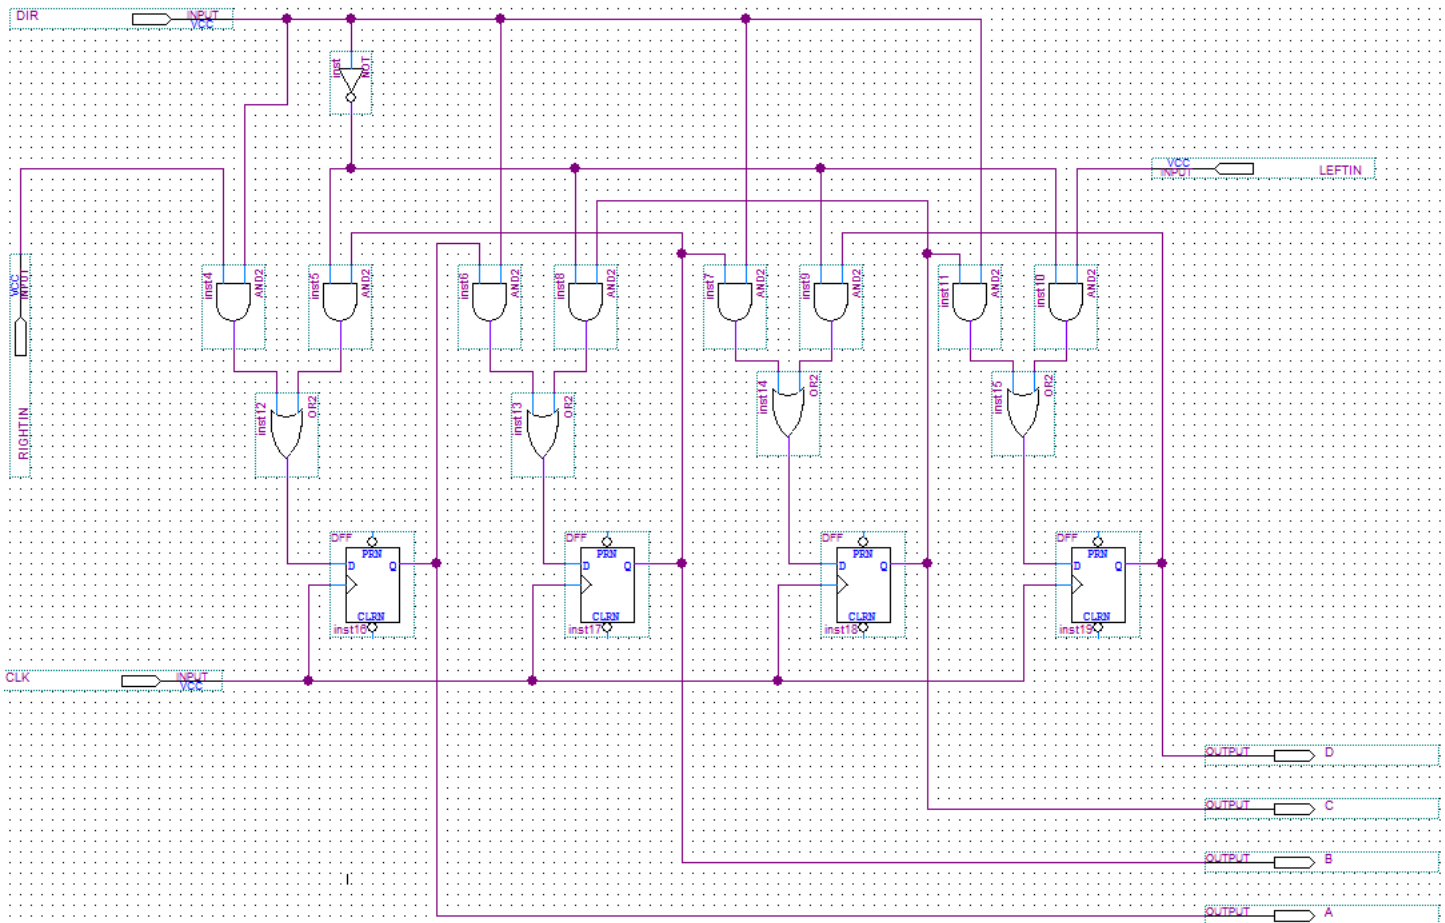 DIR
INPUT
VCC
inst
NOT
VCC
INPUT
LEFTIN
VCC
INPUT
RIGHTIN
inst4
AND2
inst5
AND2
inst6
AND2
inst8
AND2
inst7
AND2
inst9
AND2
inst11
AND2
inst10
AND2
inst12
OR2
inst13
OR2
inst14
OR2
inst15
OR2
DFF
PRN
D
Q
CLRN
inst16
DFF
PRN
D
Q
CLRN
inst17
DFF
PRN
D
Q
CLRN
inst18
DFF
PRN
D
Q
CLRN
inst19
CLK
INPUT
VCC
OUTPUT
D
OUTPUT
C
OUTPUT
B
OUTPUT
A